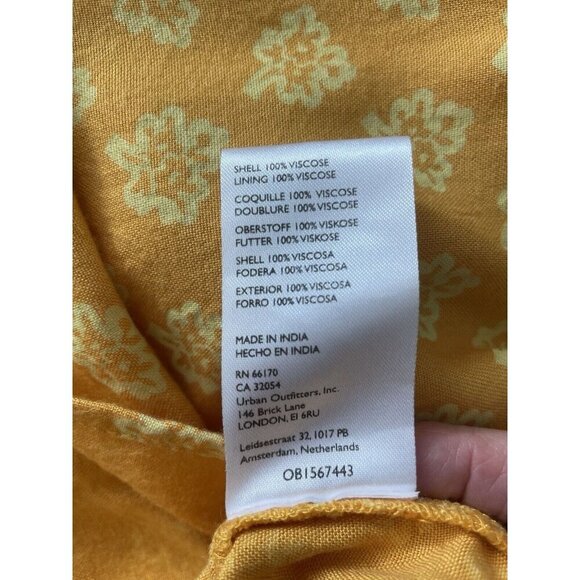 SHELL 100% VISCOSE
LINING 100% VISCOSE
COQUILLE 100% VISCOSE
DOUBLURE 100% VISCOSE
OBERSTOFF 100% VISKOSE
FUTTER 100% VISKOSE
SHELL 100% VISCOSA
FODERA 100% VISCOSA
EXTERIOR 100% VISCOSA
FORRO 100% VISCOSA
MADE IN INDIA
HECHO EN INDIA
RN 66170
CA 32054
Urban Outfitters, Inc.
146 Brick Lane
LONDON, E1 6RU
Leidsestraat 32, 1017 PB
Amsterdam, Netherlands
OB1567443